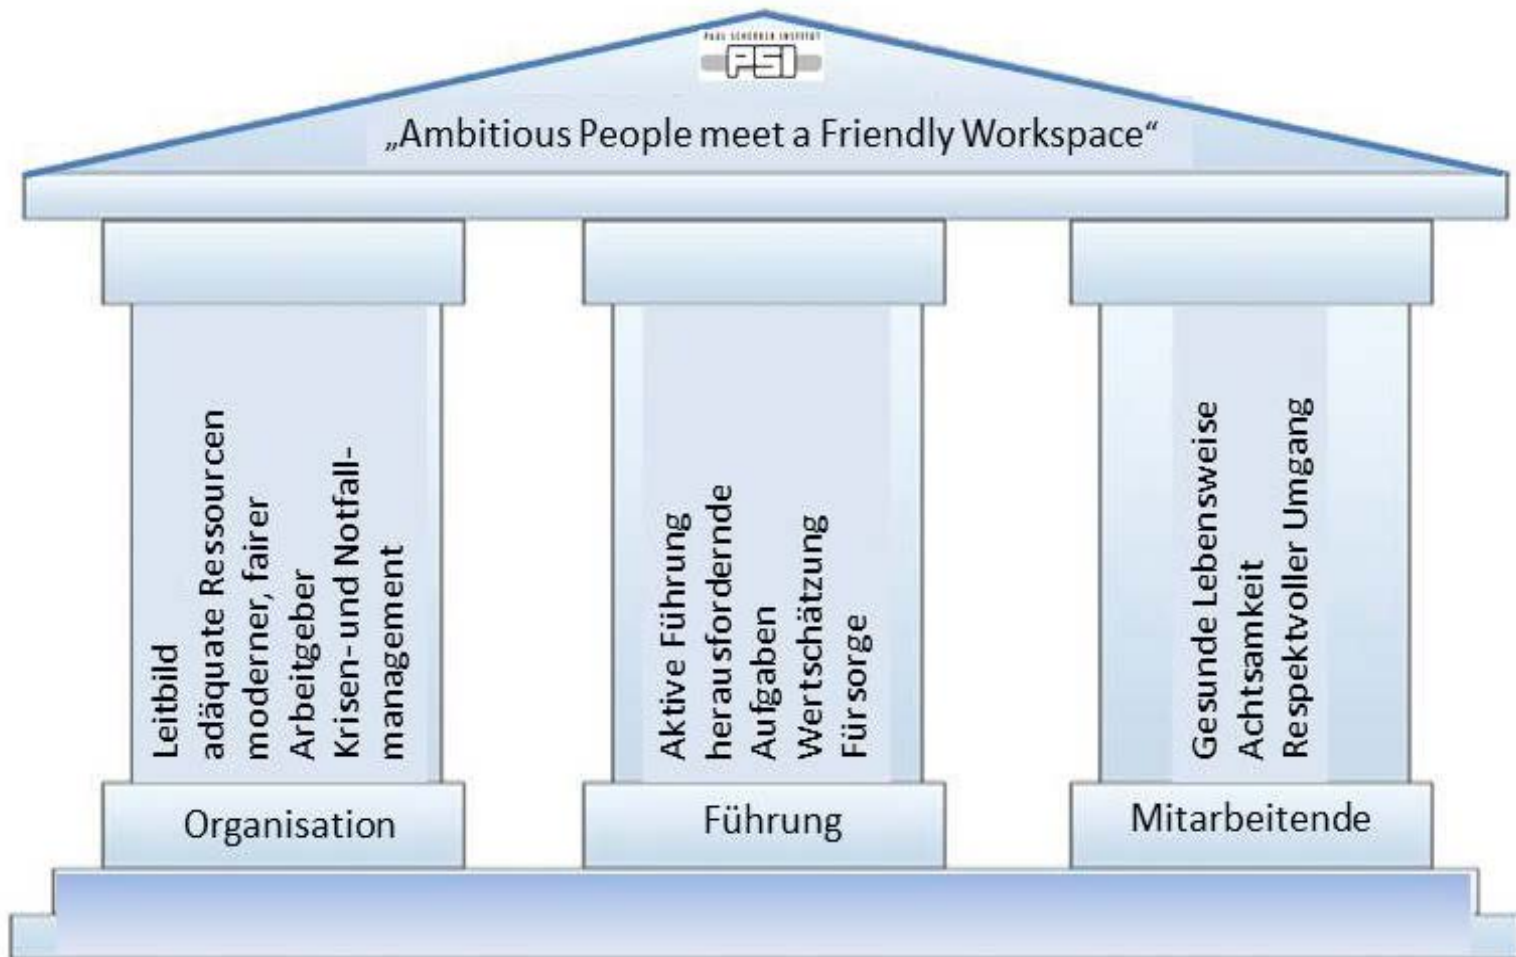 PAUL SCHERRER INSTITUT
PSI
„Ambitious People meet a Friendly Workspace“
Leitbild
adäquate Ressourcen
moderner, fairer
Arbeitgeber
Krisen- und Notfall-
management
Organisation
Aktive Führung
herausfordernde
Aufgaben
Wertschätzung
Fürsorge
Führung
Gesunde Lebensweise
Achtsamkeit
Respektvoller Umgang
Mitarbeitende